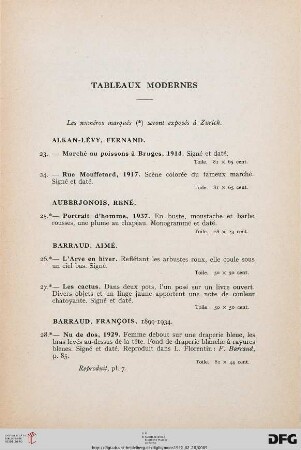 TABLEAUX MODERNES
Les numéros marqués (*) seront exposés à Zurich.
ALKAN-LÉVY, FERNAND.
23. — Marché au poissons à Bruges, 1914. Signé et daté.
Toile. 81 × 65 cent.
24. — Rue Mouffetard, 1917. Scène colorée du fameux marché.
Signé et daté.
Toile. 81 × 65 cent.
AUBERJONOIS, RENÉ.
25.*— Portrait d'homme, 1937. En buste, moustache et barbe
rousses, une plume au chapeau. Monogrammé et daté.
Toile.
BARRAUD, AIMÉ.
26.*— L'Arve en hiver. Reflétant les arbustes roux, elle coule sous
un ciel bas. Signé.
Toile. 50 × 50 cent.
27.*— Les cactus. Dans deux pots, l'un posé sur un livre ouvert.
Divers objets et un linge jaune apportent une note de couleur
chatoyante. Signé et daté.
Toile. 50 × 50 cent.
BARRAUD, FRANÇOIS, 1899-1934.
28.*— Nu de dos, 1929. Femme debout sur une draperie bleue, les
bras levés au-dessus de la tête. Fond de draperie blanche à rayures
bleues. Signé et daté. Reproduit dans L. Florentin : F. Barraud,
p. 85.
Toile. 81 × 44 cent.
Reproduit, pl. 7.
DFG